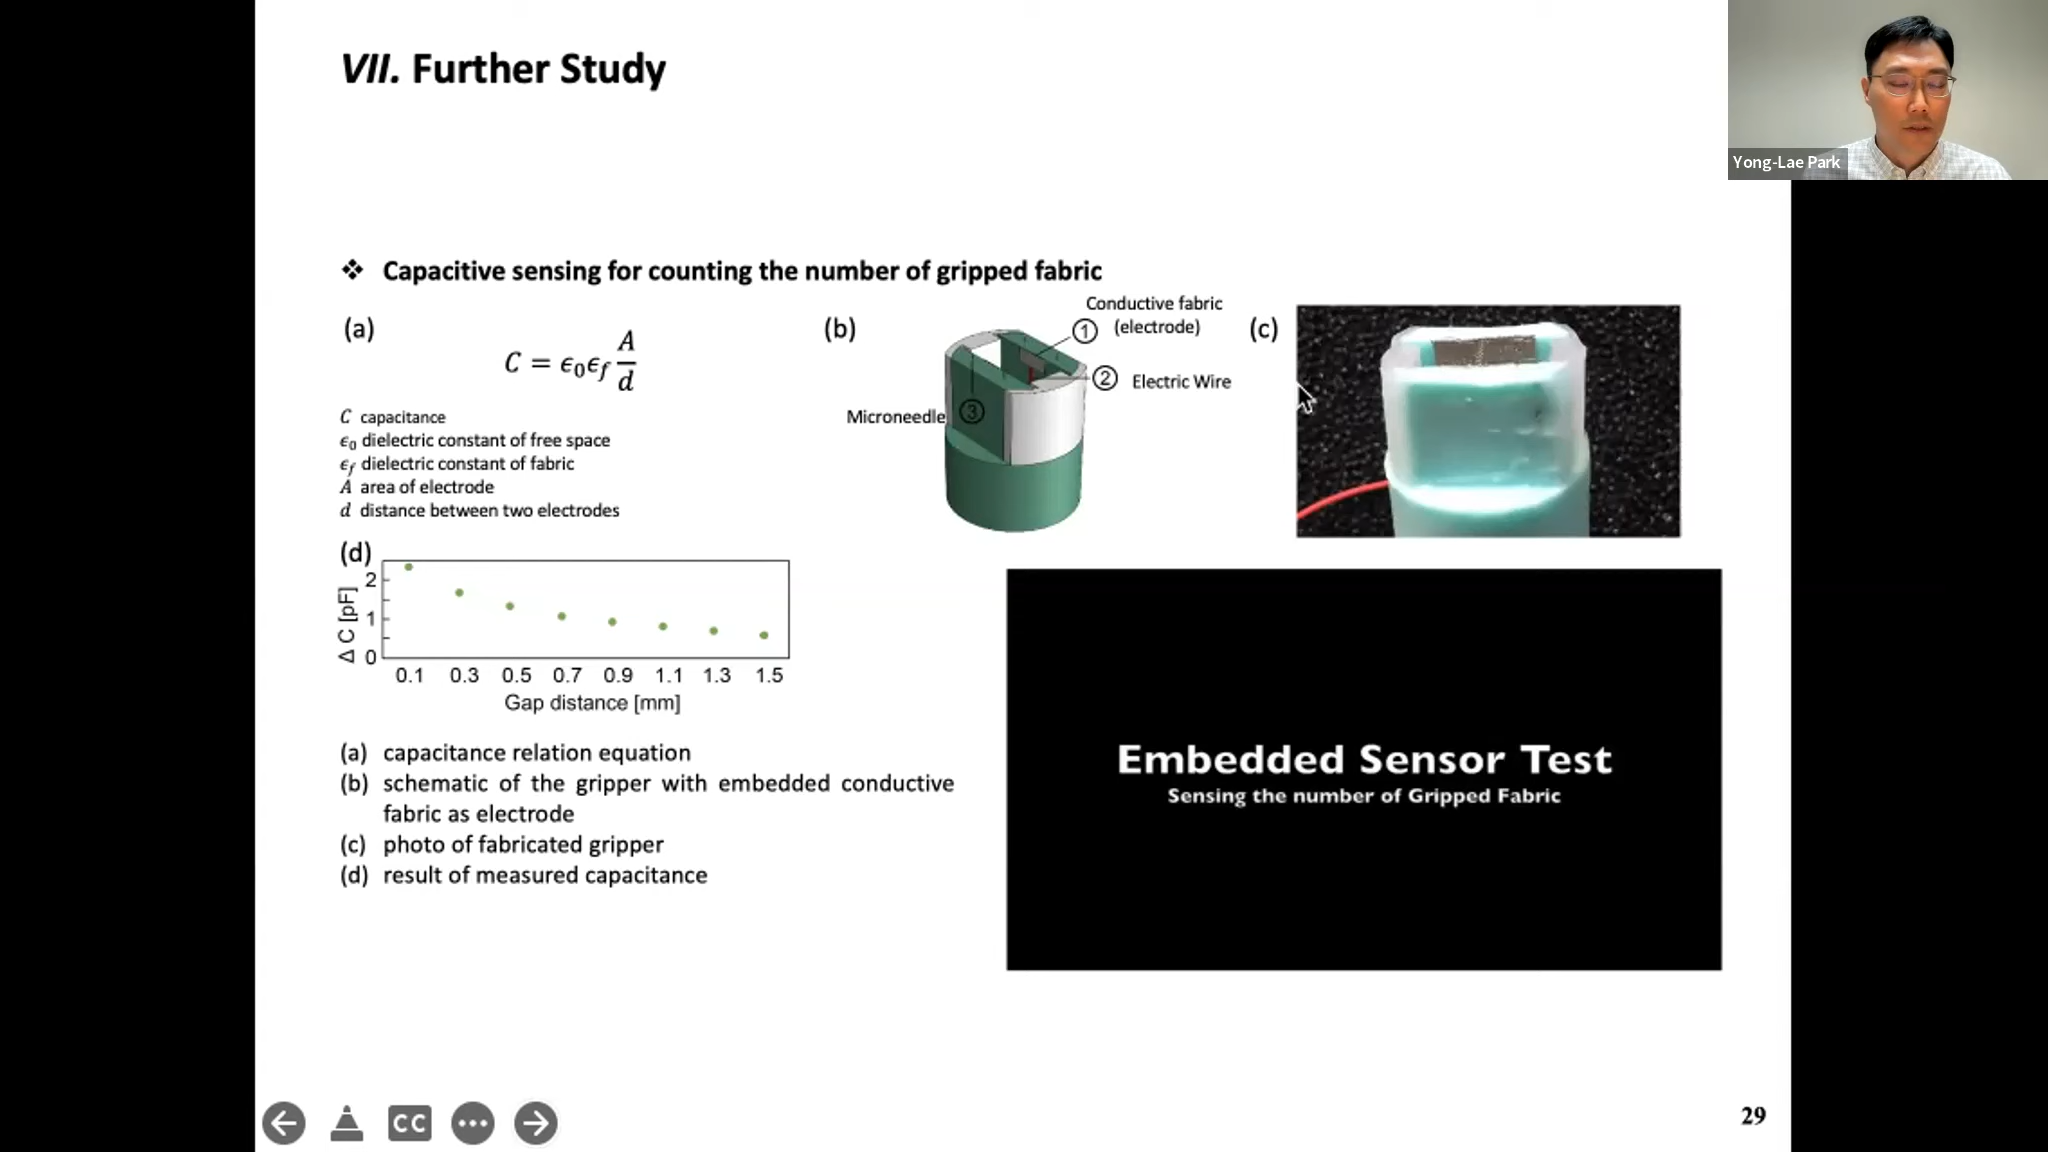 VII. Further Study
Yong-Lae Park
❖ Capacitive sensing for counting the number of gripped fabric
(a)
C = ϵ0ϵf A/d
C capacitance
ϵ0 dielectric constant of free space
ϵf dielectric constant of fabric
A area of electrode
d distance between two electrodes
(b)
Conductive fabric
(electrode)
1
2 Electric Wire
Microneedle 3
(c)
(d)
Δ C [pF]
2
1
0
0.1 0.3 0.5 0.7 0.9 1.1 1.3 1.5
Gap distance [mm]
(a) capacitance relation equation
(b) schematic of the gripper with embedded conductive
fabric as electrode
(c) photo of fabricated gripper
(d) result of measured capacitance
Embedded Sensor Test
Sensing the number of Gripped Fabric
CC
29